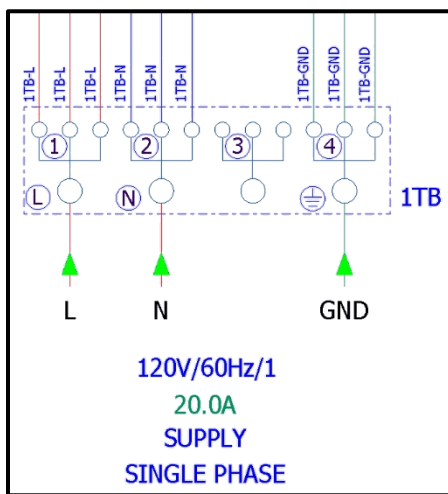 1TB-L 1TB-L 1TB-L 1TB-N 1TB-N 1TB-N 1TB-GND 1TB-GND 1TB-GND
1 2 3 4
L N 1TB
L N GND
120V/60Hz/1
20.0A
SUPPLY
SINGLE PHASE